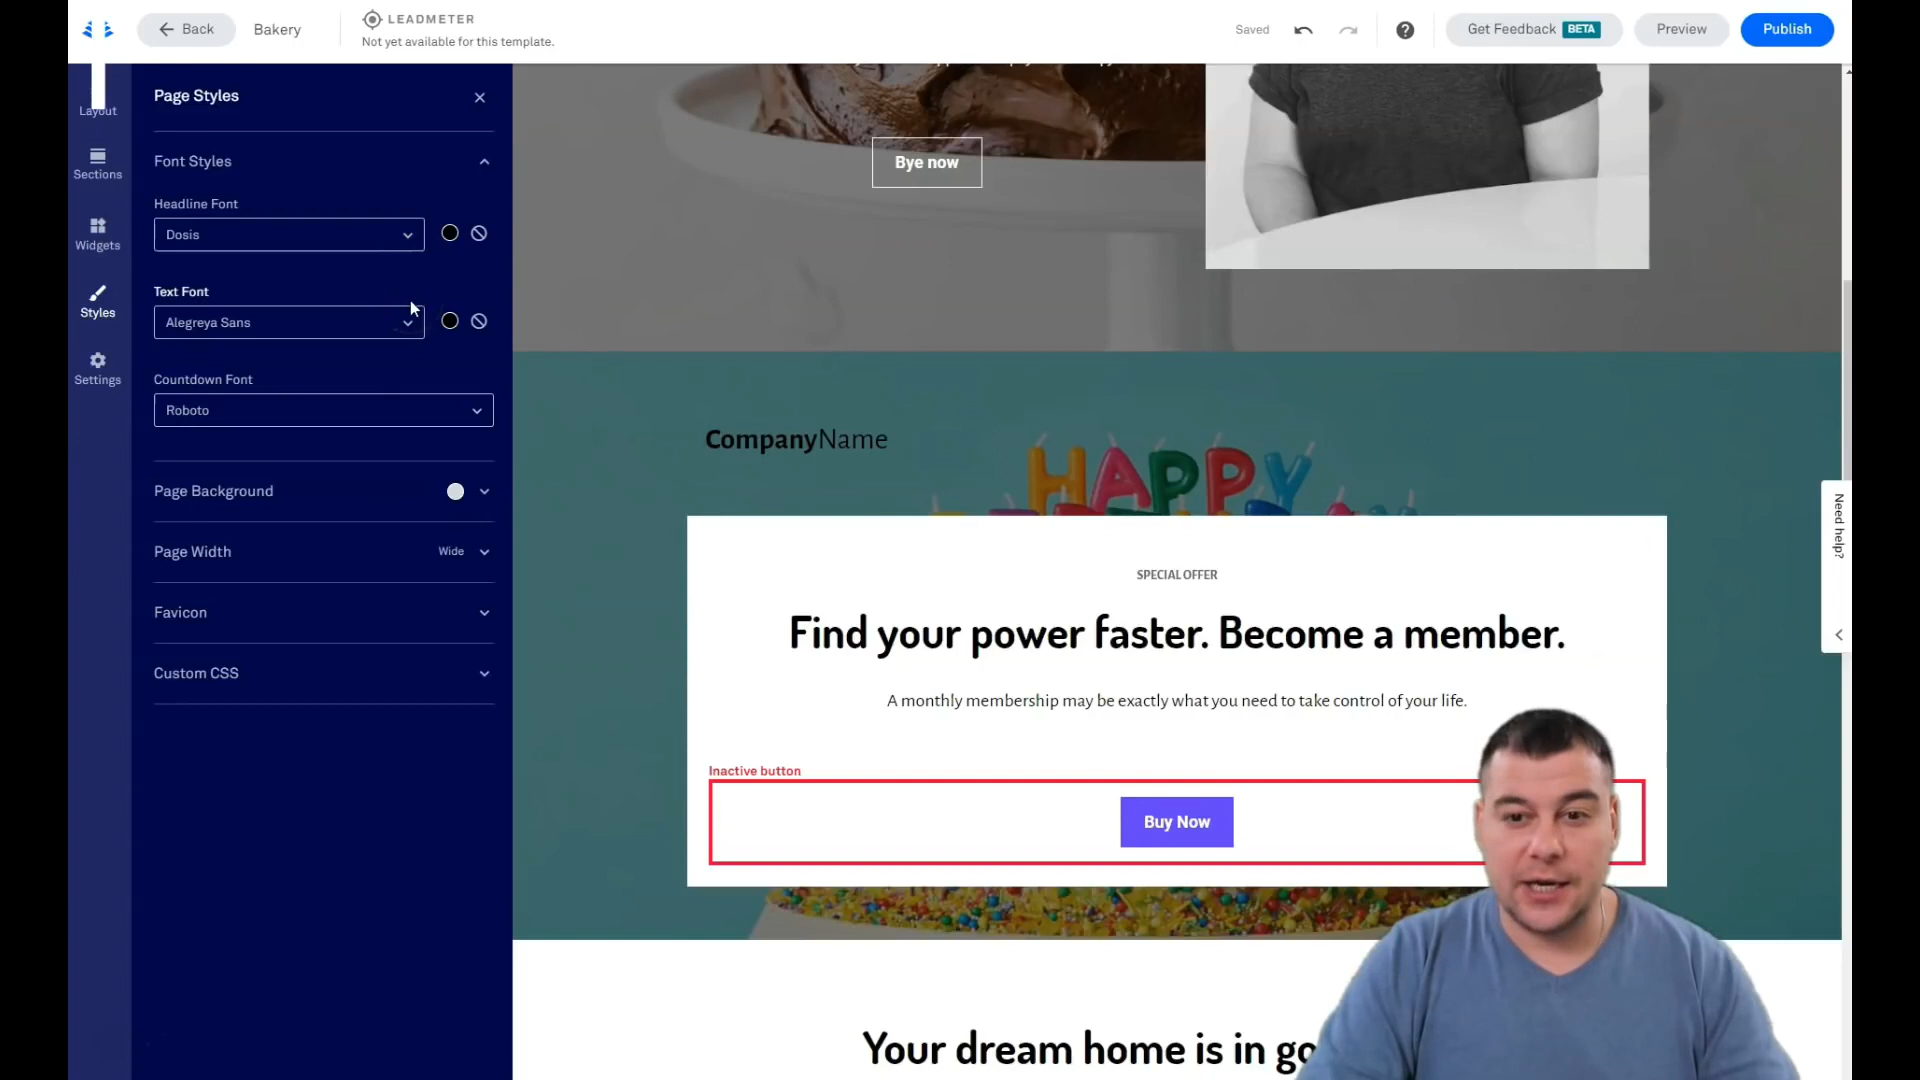 Back
Bakery
LEADMETER
Not yet available for this template.
Saved
?
Get Feedback BETA
Preview
Publish
Layout
Sections
Widgets
Styles
Settings
Page Styles
Font Styles
Headline Font
Dosis
Text Font
Alegreya Sans
Countdown Font
Roboto
Page Background
Page Width Wide
Favicon
Custom CSS
Bye now
CompanyName
HAPPY
SPECIAL OFFER
Find your power faster. Become a member.
A monthly membership may be exactly what you need to take control of your life.
Inactive button
Buy Now
Your dream home is in go
Need help?